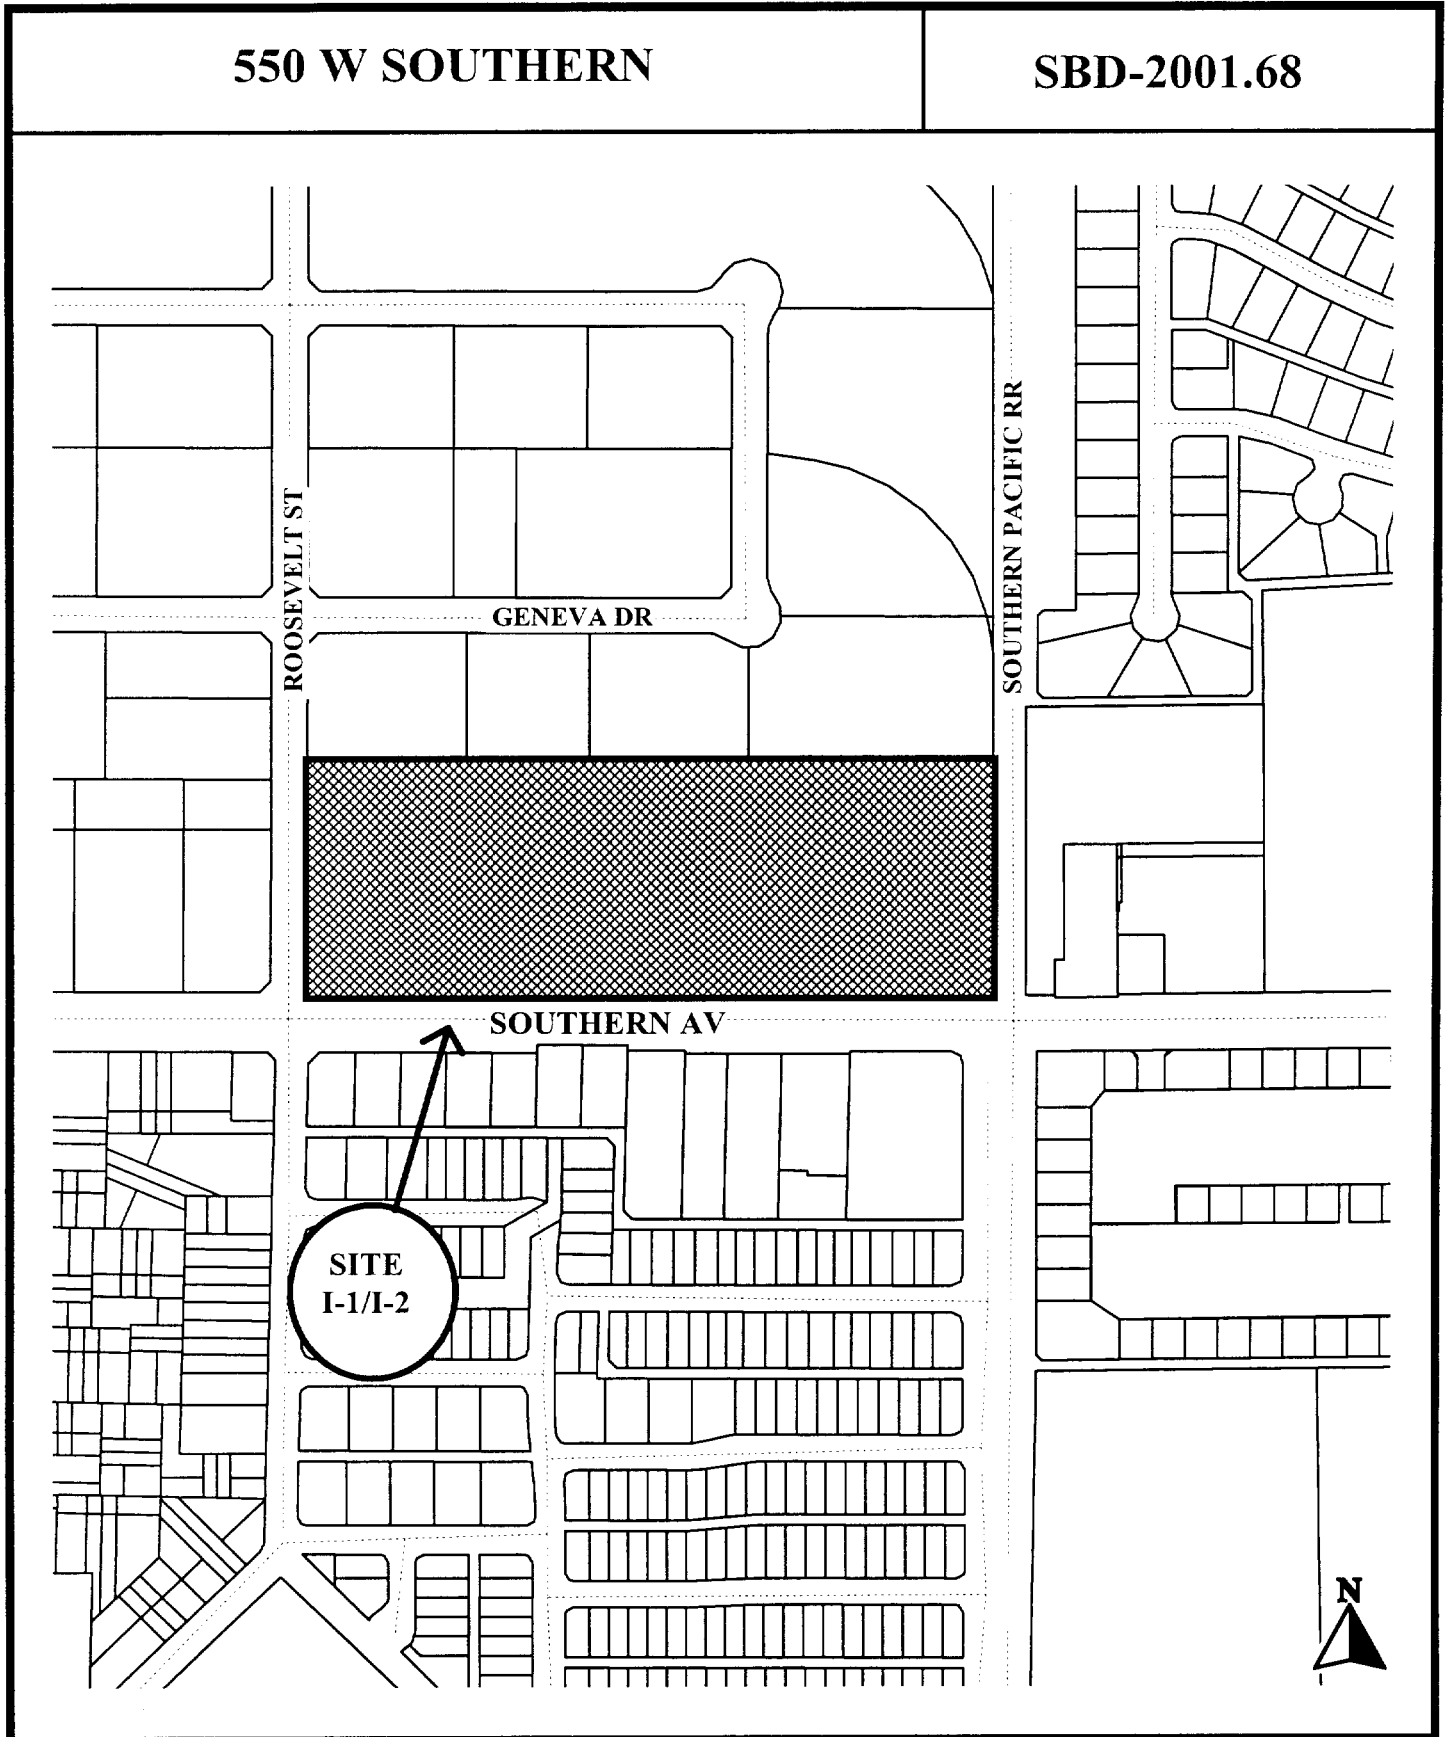 550 W SOUTHERN
SBD-2001.68
ROOSEVELT ST
SOUTHERN PACIFIC RR
GENEVA DR
SOUTHERN AV
SITE
I-1/I-2
N